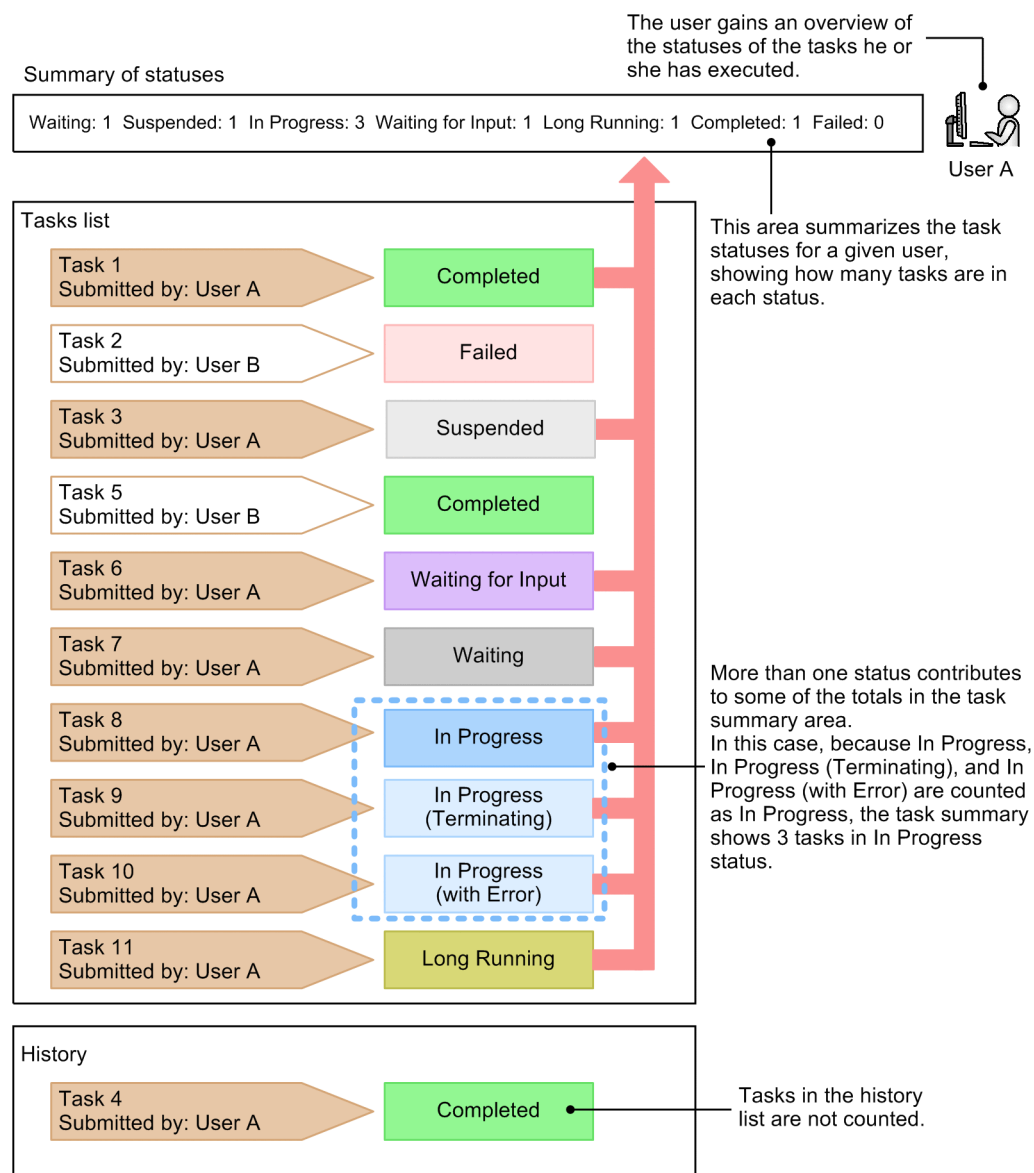 The user gains an overview of
the statuses of the tasks he or
she has executed.
Summary of statuses
Waiting: 1 Suspended: 1 In Progress: 3 Waiting for Input: 1 Long Running: 1 Completed: 1 Failed: 0
User A
This area summarizes the task
statuses for a given user,
showing how many tasks are in
each status.
Tasks list
Task 1
Submitted by: User A
Completed
Task 2
Submitted by: User B
Failed
Task 3
Submitted by: User A
Suspended
Task 5
Submitted by: User B
Completed
Task 6
Submitted by: User A
Waiting for Input
Task 7
Submitted by: User A
Waiting
Task 8
Submitted by: User A
In Progress
Task 9
Submitted by: User A
In Progress
(Terminating)
Task 10
Submitted by: User A
In Progress
(with Error)
Task 11
Submitted by: User A
Long Running
More than one status contributes
to some of the totals in the task
summary area.
In this case, because In Progress,
In Progress (Terminating), and In
Progress (with Error) are counted
as In Progress, the task summary
shows 3 tasks in In Progress
status.
History
Task 4
Submitted by: User A
Completed
Tasks in the history
list are not counted.